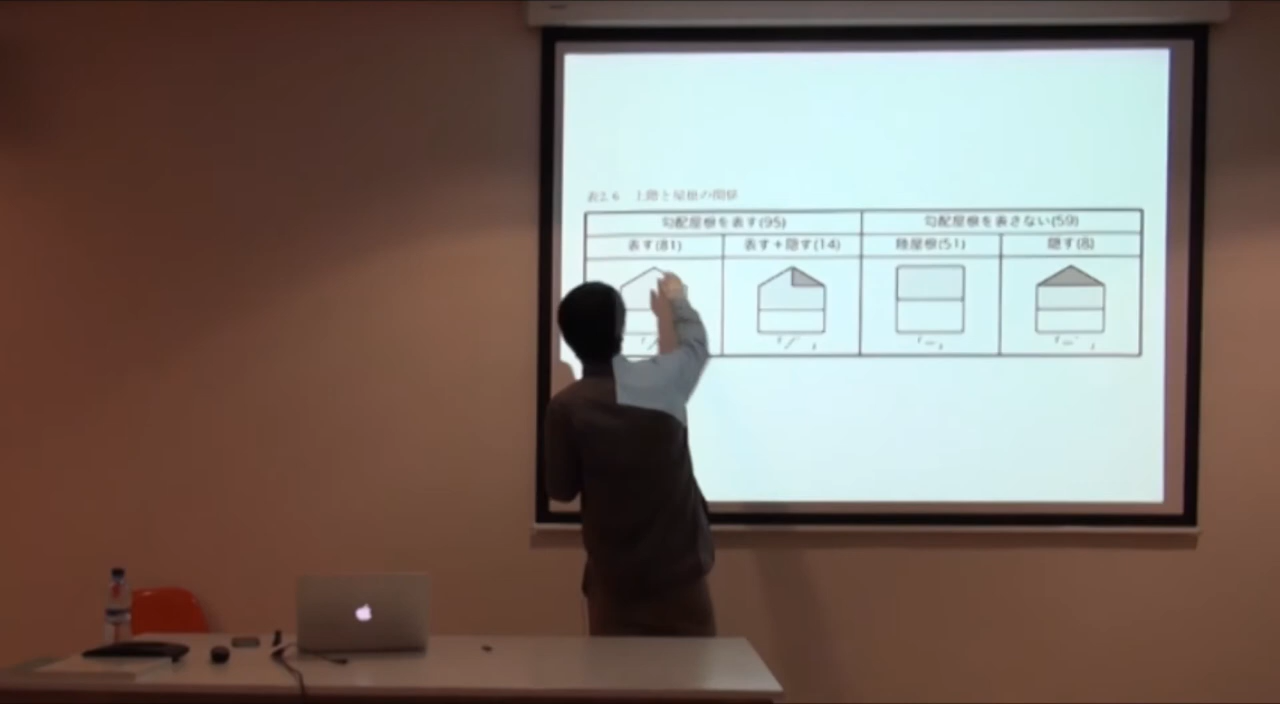 表2.6 上階と屋根の関係
勾配屋根を表す(95) 勾配屋根を表さない(59)
表す(81) 表す＋隠す(14) 陸屋根(51) 隠す(8)